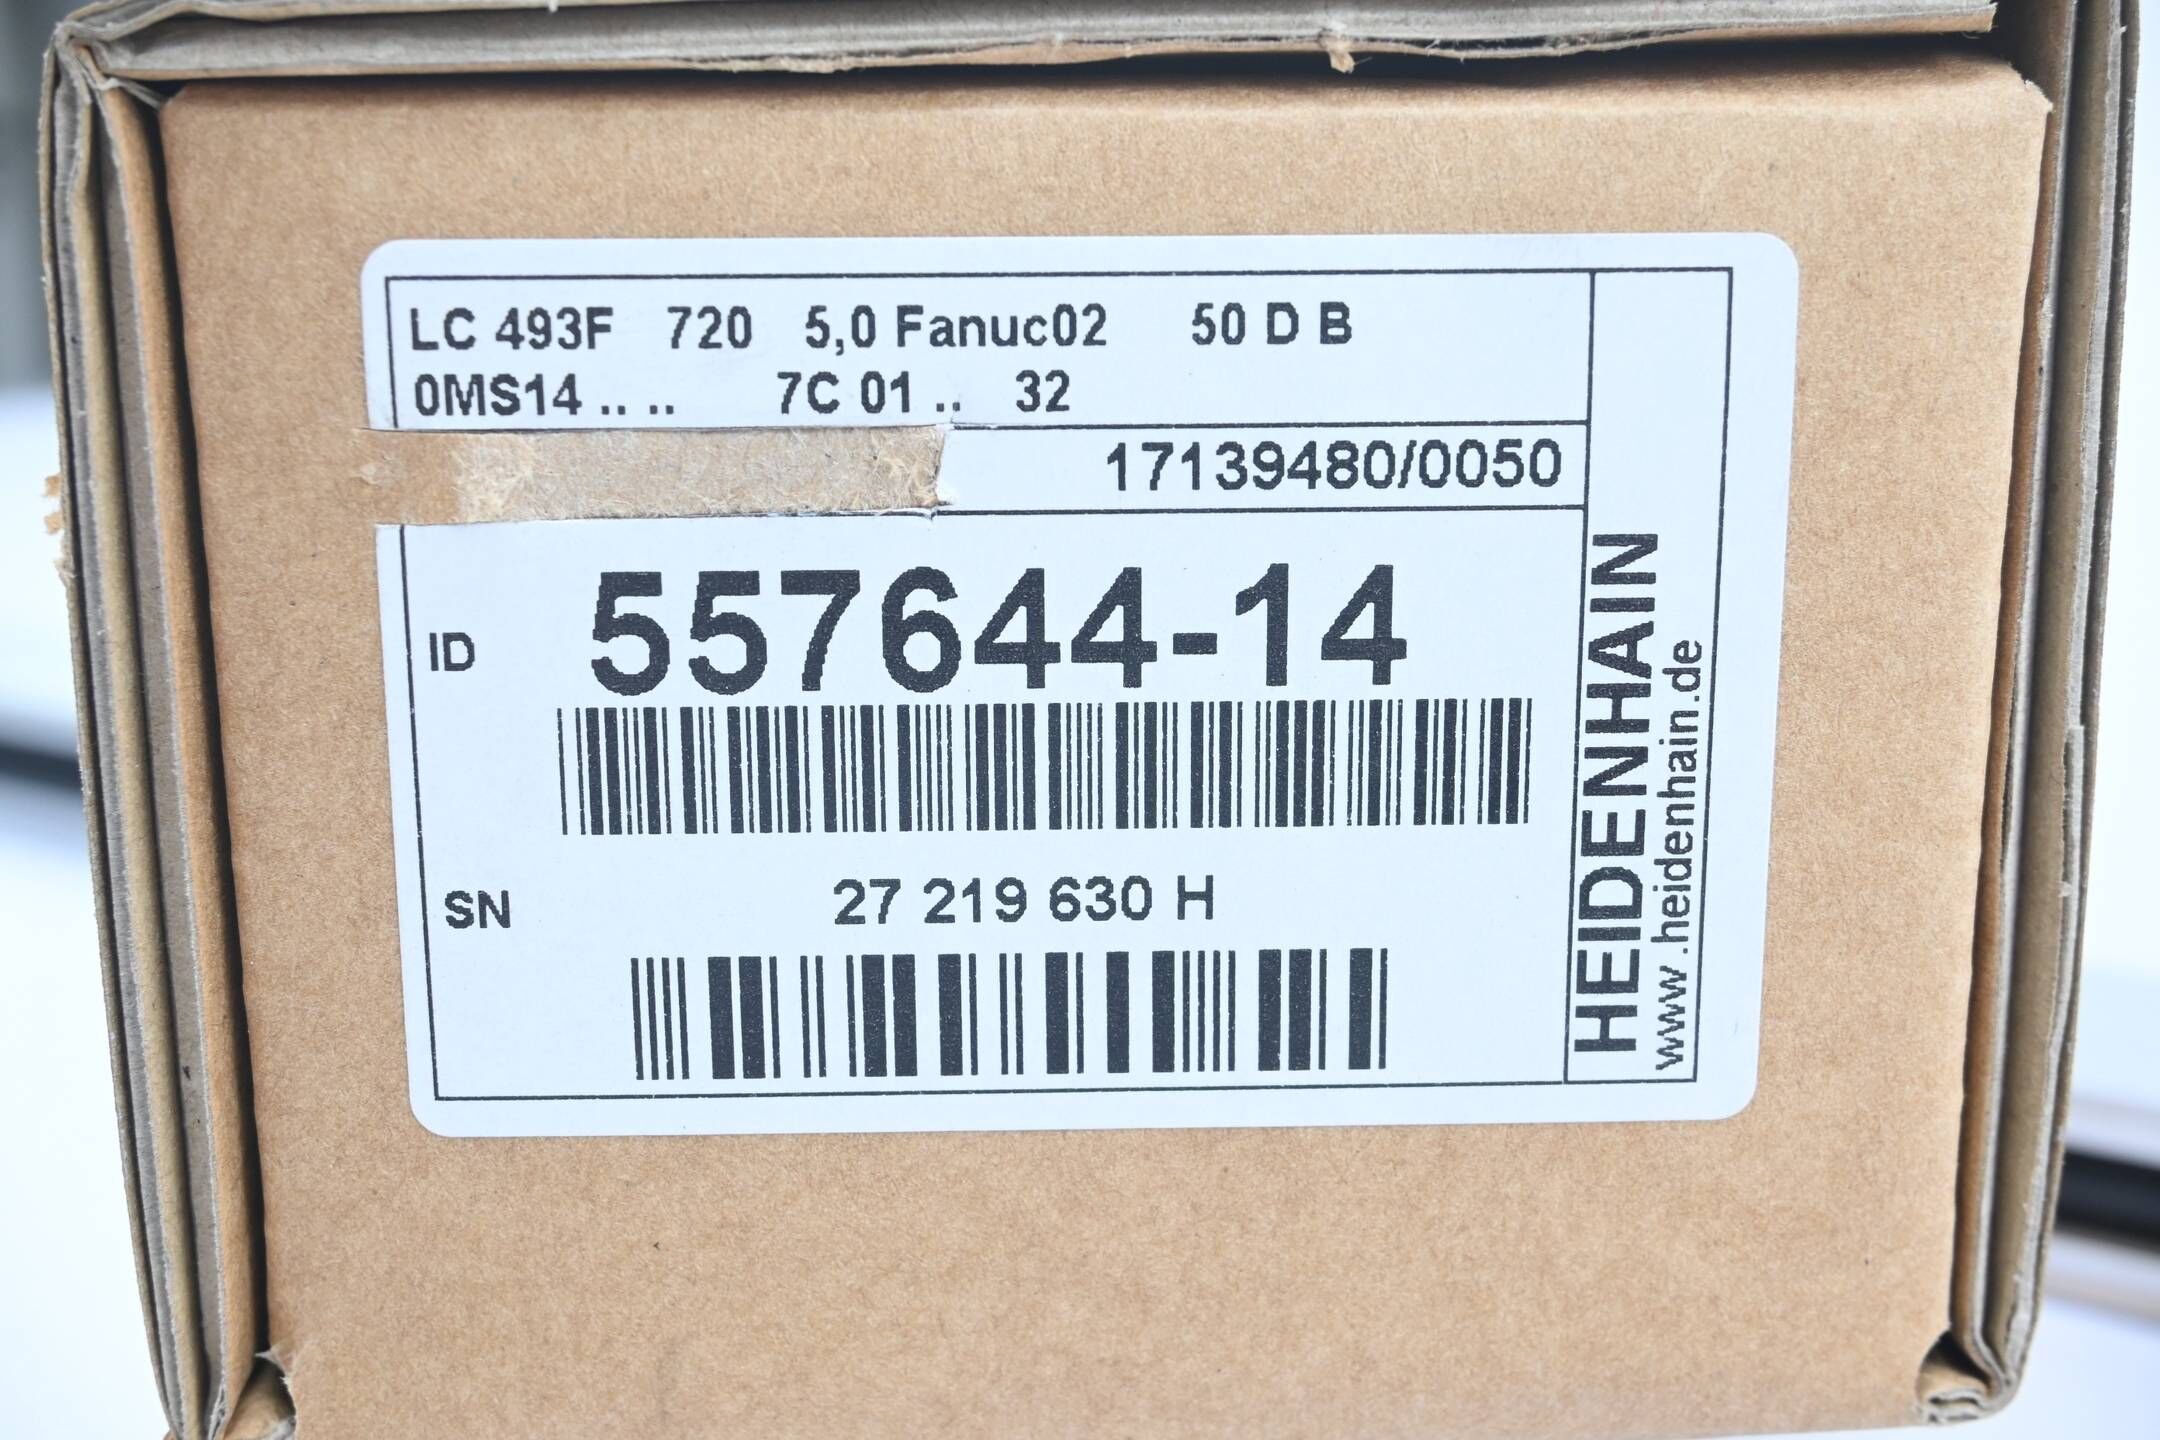 LC 493F 720 5,0 Fanuc02 50 D B
0MS14 .. .. 7C 01 .. 32
17139480/0050
ID 557644-14
SN 27 219 630 H
HEIDENHAIN
www.heidenhain.de